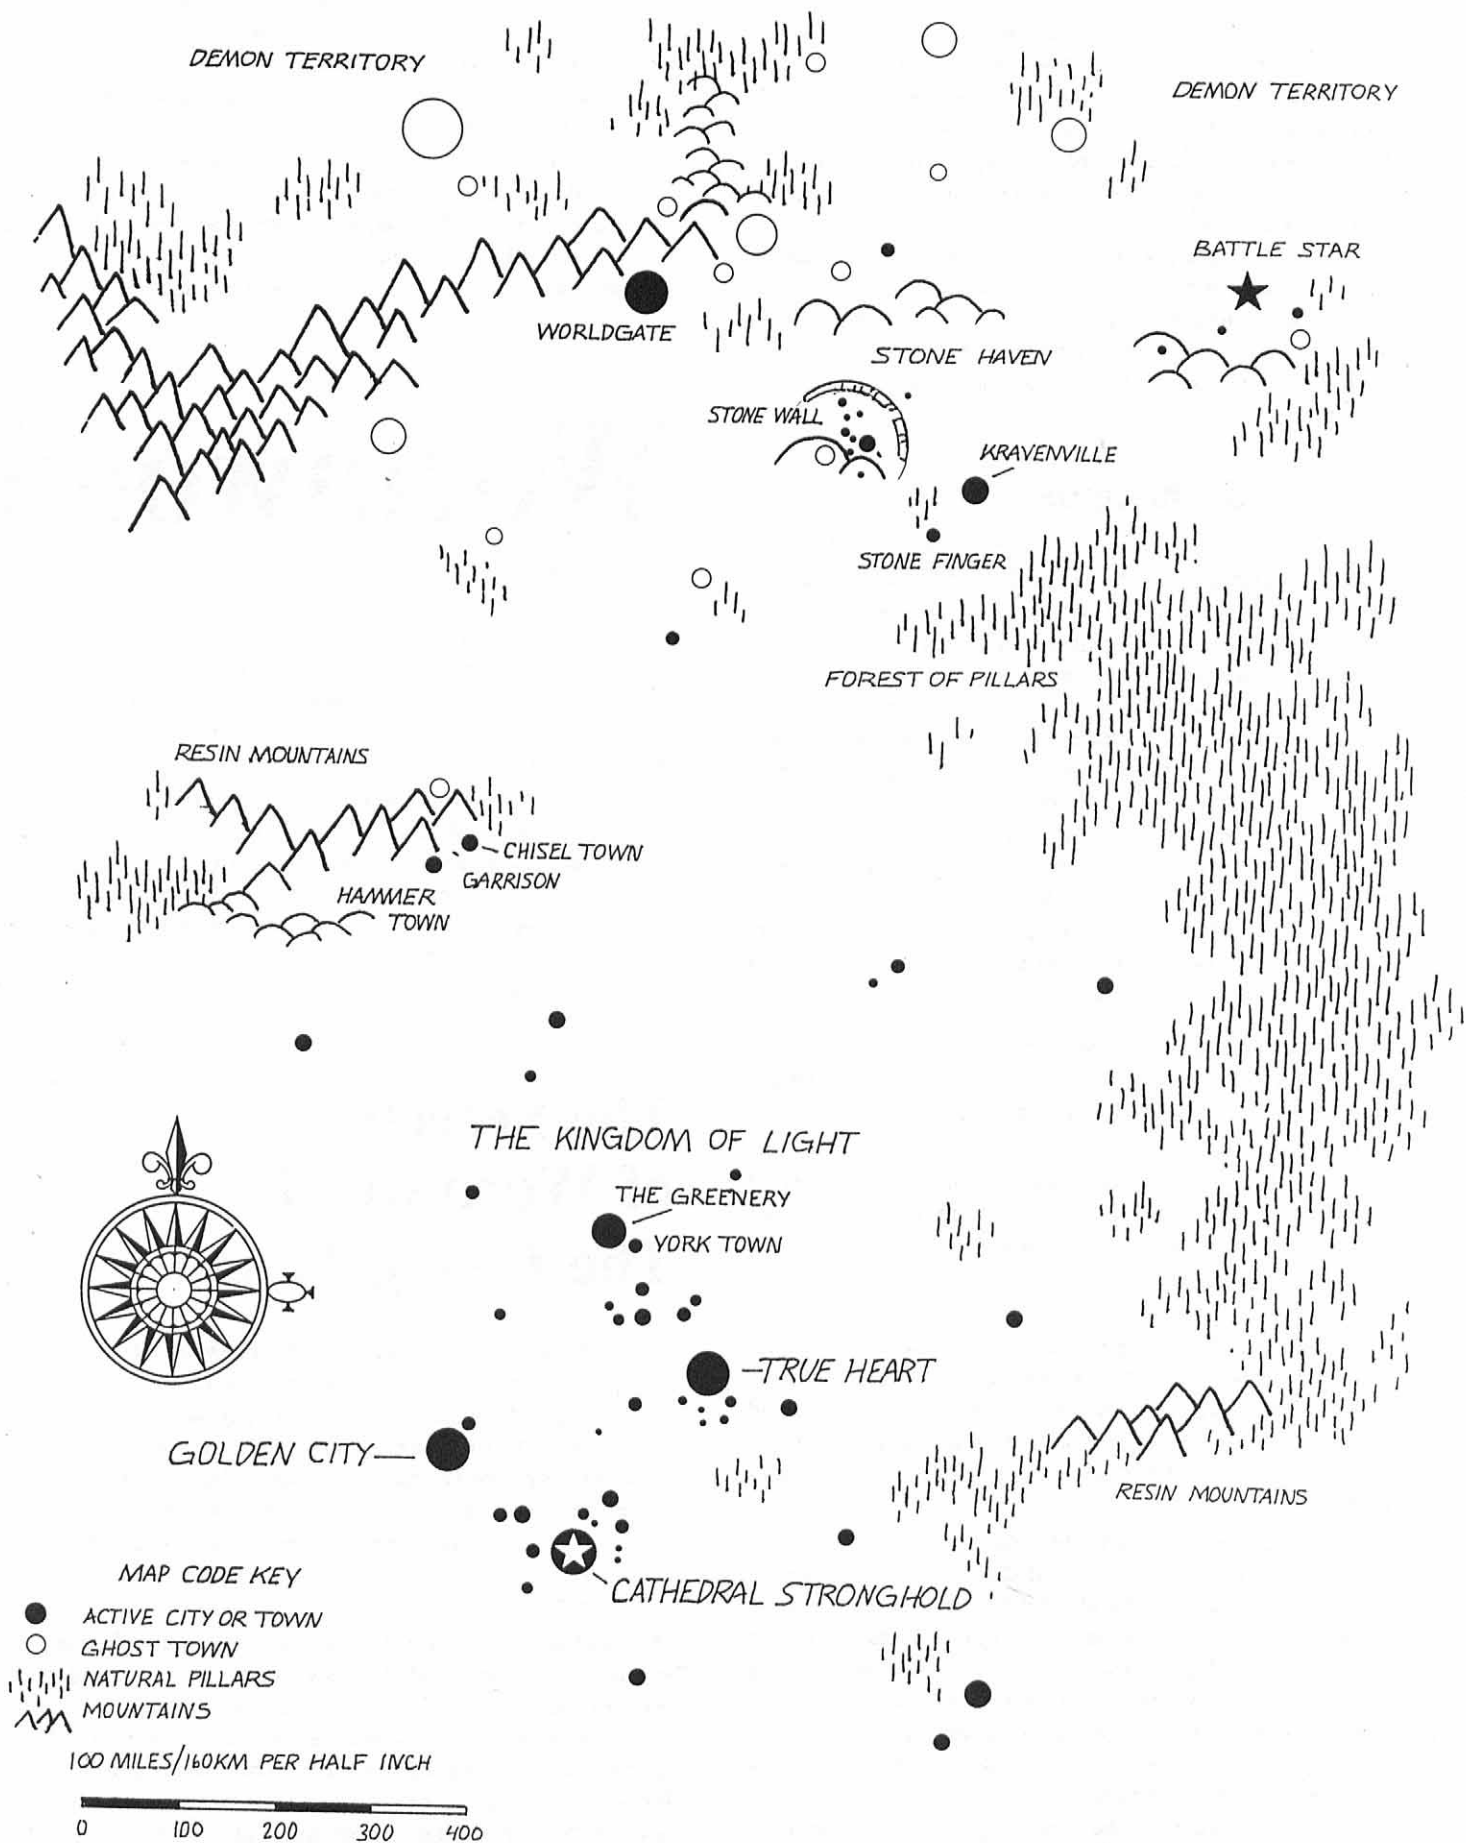 DEMON TERRITORY
DEMON TERRITORY
BATTLE STAR
WORLDGATE
STONE HAVEN
STONE WALL
KRAVENVILLE
STONE FINGER
FOREST OF PILLARS
RESIN MOUNTAINS
CHISEL TOWN
GARRISON
HAMMER
TOWN
THE KINGDOM OF LIGHT
THE GREENERY
YORK TOWN
TRUE HEART
GOLDEN CITY
RESIN MOUNTAINS
CATHEDRAL STRONGHOLD
MAP CODE KEY
ACTIVE CITY OR TOWN
GHOST TOWN
NATURAL PILLARS
MOUNTAINS
100 MILES/160KM PER HALF INCH
0 100 200 300 400